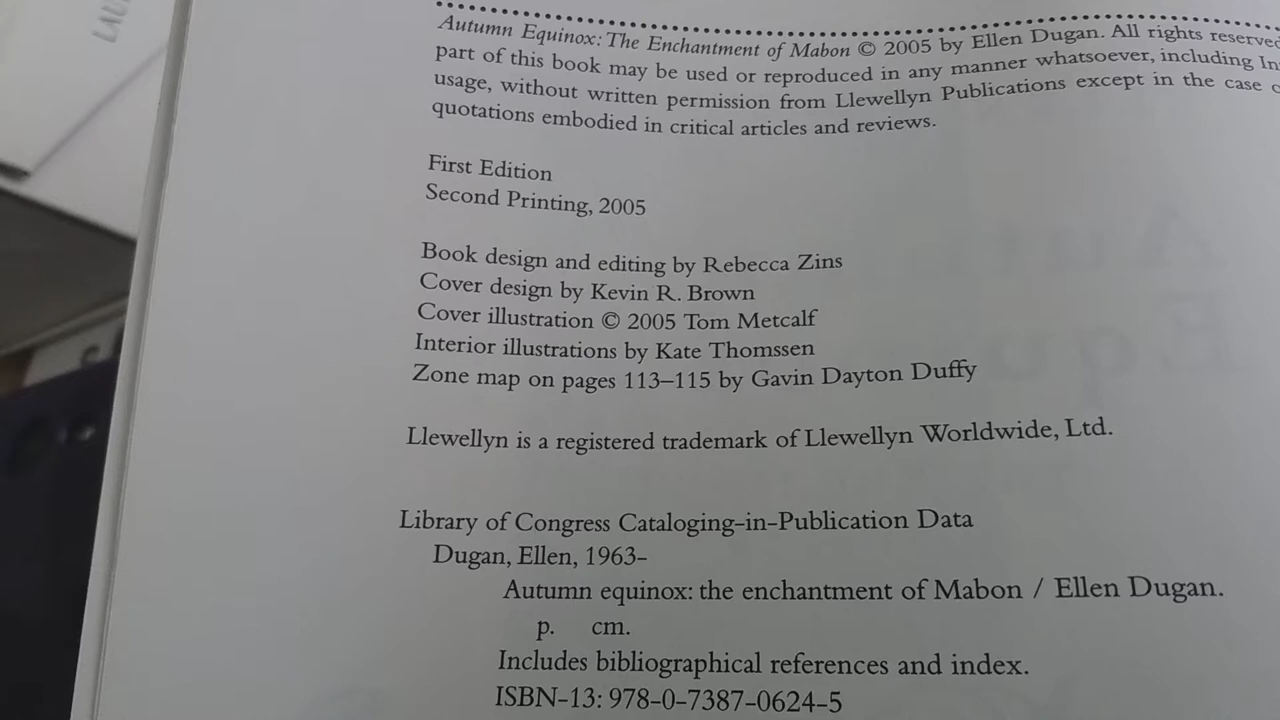 Autumn Equinox: The Enchantment of Mabon © 2005 by Ellen Dugan. All rights reserved
part of this book may be used or reproduced in any manner whatsoever, including In
usage, without written permission from Llewellyn Publications except in the case
quotations embodied in critical articles and reviews.
First Edition
Second Printing, 2005
Book design and editing by Rebecca Zins
Cover design by Kevin R. Brown
Cover illustration © 2005 Tom Metcalf
Interior illustrations by Kate Thomssen
Zone map on pages 113–115 by Gavin Dayton Duffy
Llewellyn is a registered trademark of Llewellyn Worldwide, Ltd.
Library of Congress Cataloging-in-Publication Data
Dugan, Ellen, 1963–
Autumn equinox: the enchantment of Mabon / Ellen Dugan.
p. cm.
Includes bibliographical references and index.
ISBN-13: 978-0-7387-0624-5